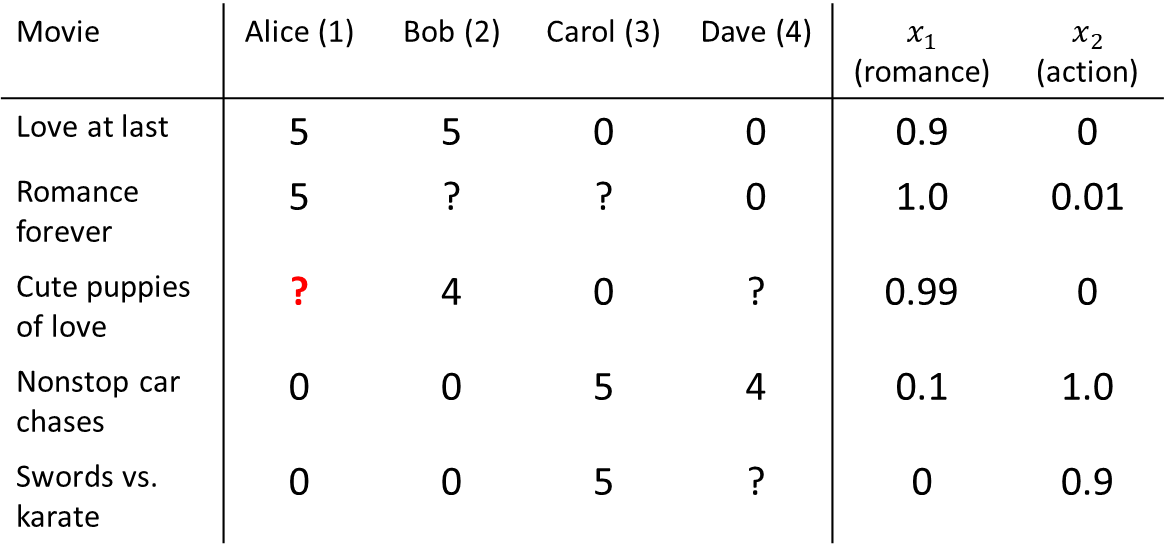 Movie Alice (1) Bob (2) Carol (3) Dave (4) x₁ x₂
(romance) (action)
Love at last 5 5 0 0 0.9 0
Romance
forever 5 ? ? 0 1.0 0.01
Cute puppies
of love ? 4 0 ? 0.99 0
Nonstop car
chases 0 0 5 4 0.1 1.0
Swords vs.
karate 0 0 5 ? 0 0.9